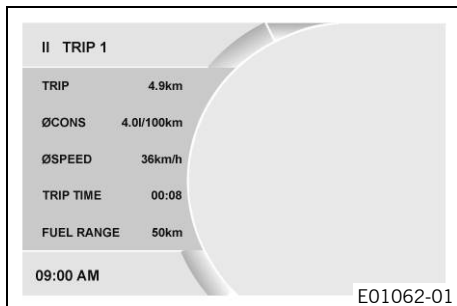 II TRIP 1
TRIP 4.9km
ØCONS 4.0l/100km
ØSPEED 36km/h
TRIP TIME 00:08
FUEL RANGE 50km
09:00 AM
E01062-01